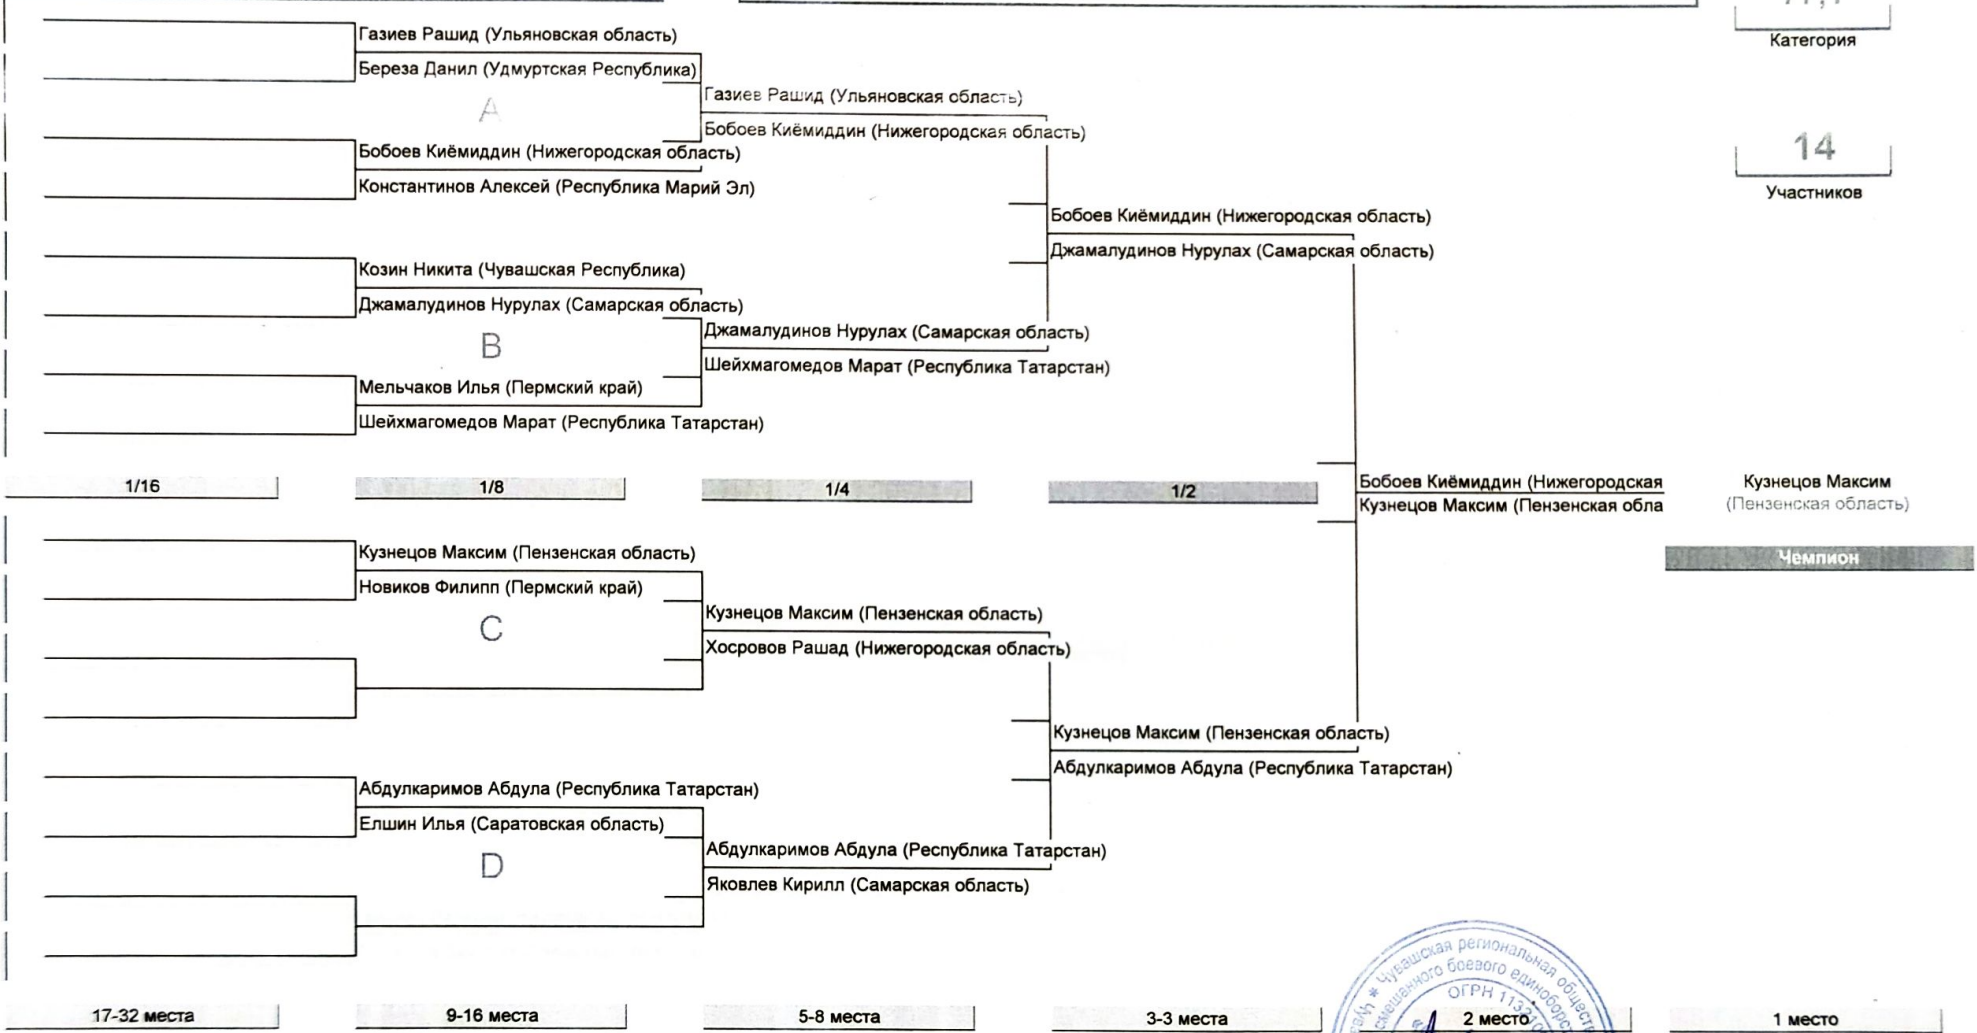 Категория
14
Участников
Газиев Рашид (Ульяновская область)
Береза Данил (Удмуртская Республика)
A
Бобоев Киёмиддин (Нижегородская область)
Константинов Алексей (Республика Марий Эл)
Козин Никита (Чувашская Республика)
Джамалудинов Нурулах (Самарская область)
B
Мельчаков Илья (Пермский край)
Шейхмагомедов Марат (Республика Татарстан)
Газиев Рашид (Ульяновская область)
Бобоев Киёмиддин (Нижегородская область)
Джамалудинов Нурулах (Самарская область)
Шейхмагомедов Марат (Республика Татарстан)
Бобоев Киёмиддин (Нижегородская область)
Джамалудинов Нурулах (Самарская область)
1/16
1/8
1/4
1/2
Бобоев Киёмиддин (Нижегородская
Кузнецов Максим (Пензенская обла
Кузнецов Максим
(Пензенская область)
Чемпион
Кузнецов Максим (Пензенская область)
Новиков Филипп (Пермский край)
C
Абдулкаримов Абдула (Республика Татарстан)
Елшин Илья (Саратовская область)
D
Кузнецов Максим (Пензенская область)
Хосровов Рашад (Нижегородская область)
Абдулкаримов Абдула (Республика Татарстан)
Яковлев Кирилл (Самарская область)
Кузнецов Максим (Пензенская область)
Абдулкаримов Абдула (Республика Татарстан)
Чувашская региональная обществе
смешанного боевого единоборс
ОГРН
17-32 места
9-16 места
5-8 места
3-3 места
2 место
1 место